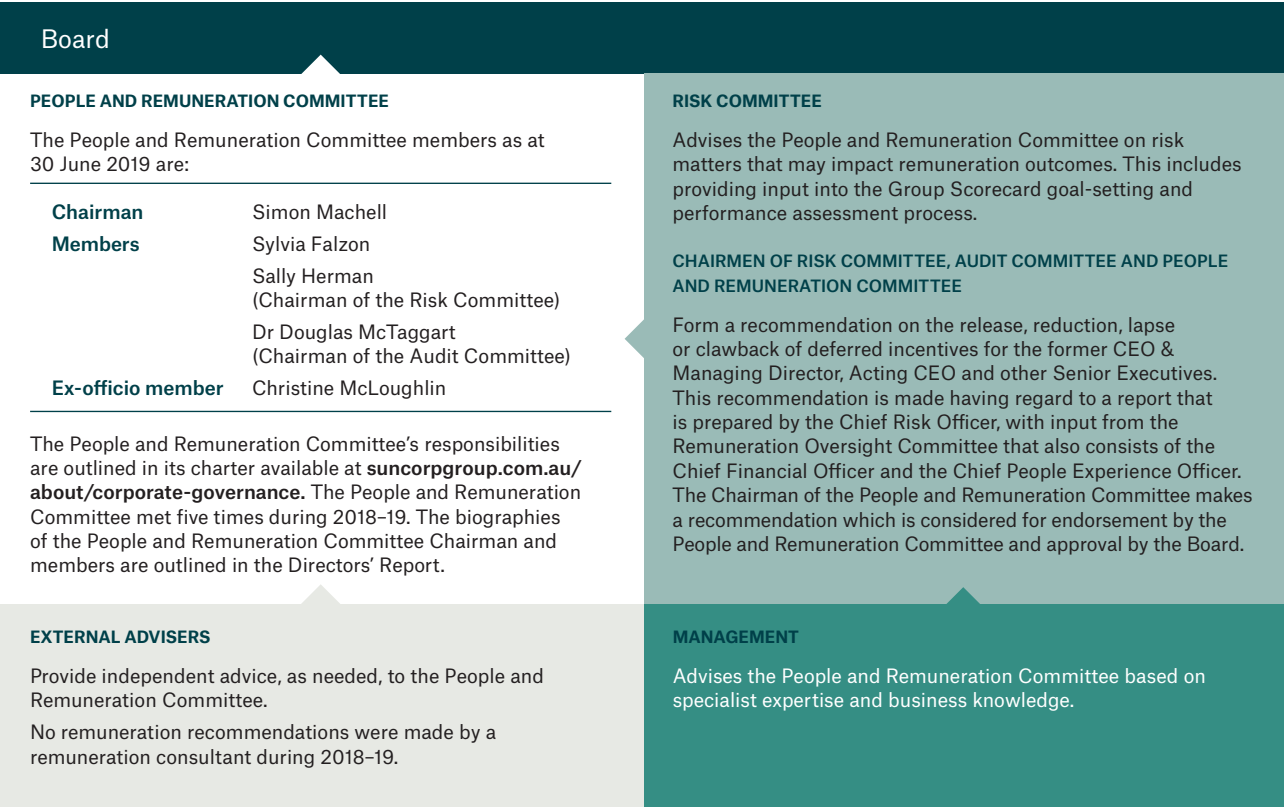 Board
PEOPLE AND REMUNERATION COMMITTEE
The People and Remuneration Committee members as at
30 June 2019 are:
Chairman Simon Machell
Members Sylvia Falzon
Sally Herman
(Chairman of the Risk Committee)
Dr Douglas McTaggart
(Chairman of the Audit Committee)
Ex-officio member Christine McLoughlin
The People and Remuneration Committee's responsibilities
are outlined in its charter available at suncorpgroup.com.au/
about/corporate-governance. The People and Remuneration
Committee met five times during 2018–19. The biographies
of the People and Remuneration Committee Chairman and
members are outlined in the Directors' Report.
RISK COMMITTEE
Advises the People and Remuneration Committee on risk
matters that may impact remuneration outcomes. This includes
providing input into the Group Scorecard goal-setting and
performance assessment process.
CHAIRMEN OF RISK COMMITTEE, AUDIT COMMITTEE AND PEOPLE
AND REMUNERATION COMMITTEE
Form a recommendation on the release, reduction, lapse
or clawback of deferred incentives for the former CEO &
Managing Director, Acting CEO and other Senior Executives.
This recommendation is made having regard to a report that
is prepared by the Chief Risk Officer, with input from the
Remuneration Oversight Committee that also consists of the
Chief Financial Officer and the Chief People Experience Officer.
The Chairman of the People and Remuneration Committee makes
a recommendation which is considered for endorsement by the
People and Remuneration Committee and approval by the Board.
EXTERNAL ADVISERS
Provide independent advice, as needed, to the People and
Remuneration Committee.
No remuneration recommendations were made by a
remuneration consultant during 2018–19.
MANAGEMENT
Advises the People and Remuneration Committee based on
specialist expertise and business knowledge.